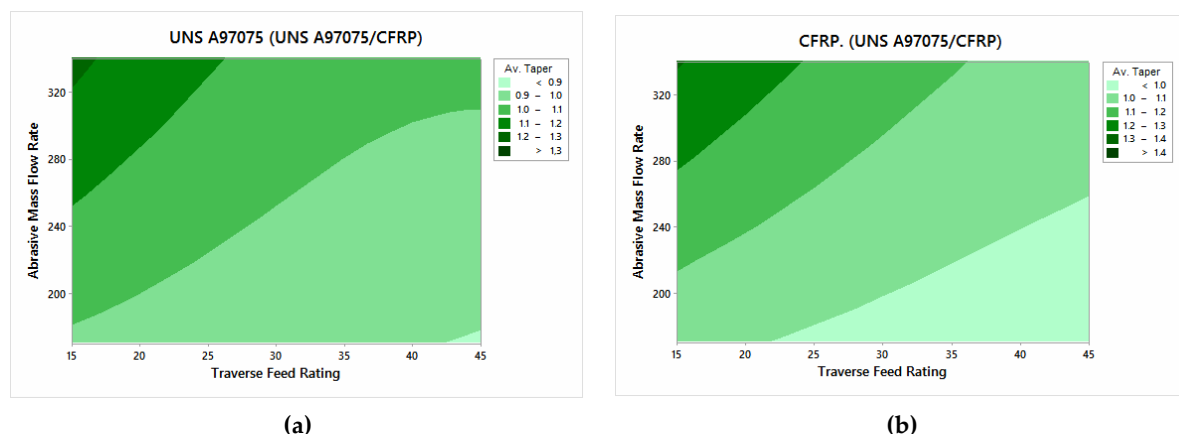 UNS A97075 (UNS A97075/CFRP)
Av. Taper
< 0.9
0.9 – 1.0
1.0 – 1.1
1.1 – 1.2
1.2 – 1.3
> 1.3
Abrasive Mass Flow Rate
320
280
240
200
15 20 25 30 35 40 45
Traverse Feed Rating
(a)
CFRP. (UNS A97075/CFRP)
Av. Taper
< 1.0
1.0 – 1.1
1.1 – 1.2
1.2 – 1.3
1.3 – 1.4
> 1.4
Abrasive Mass Flow Rate
320
280
240
200
15 20 25 30 35 40 45
Traverse Feed Rating
(b)